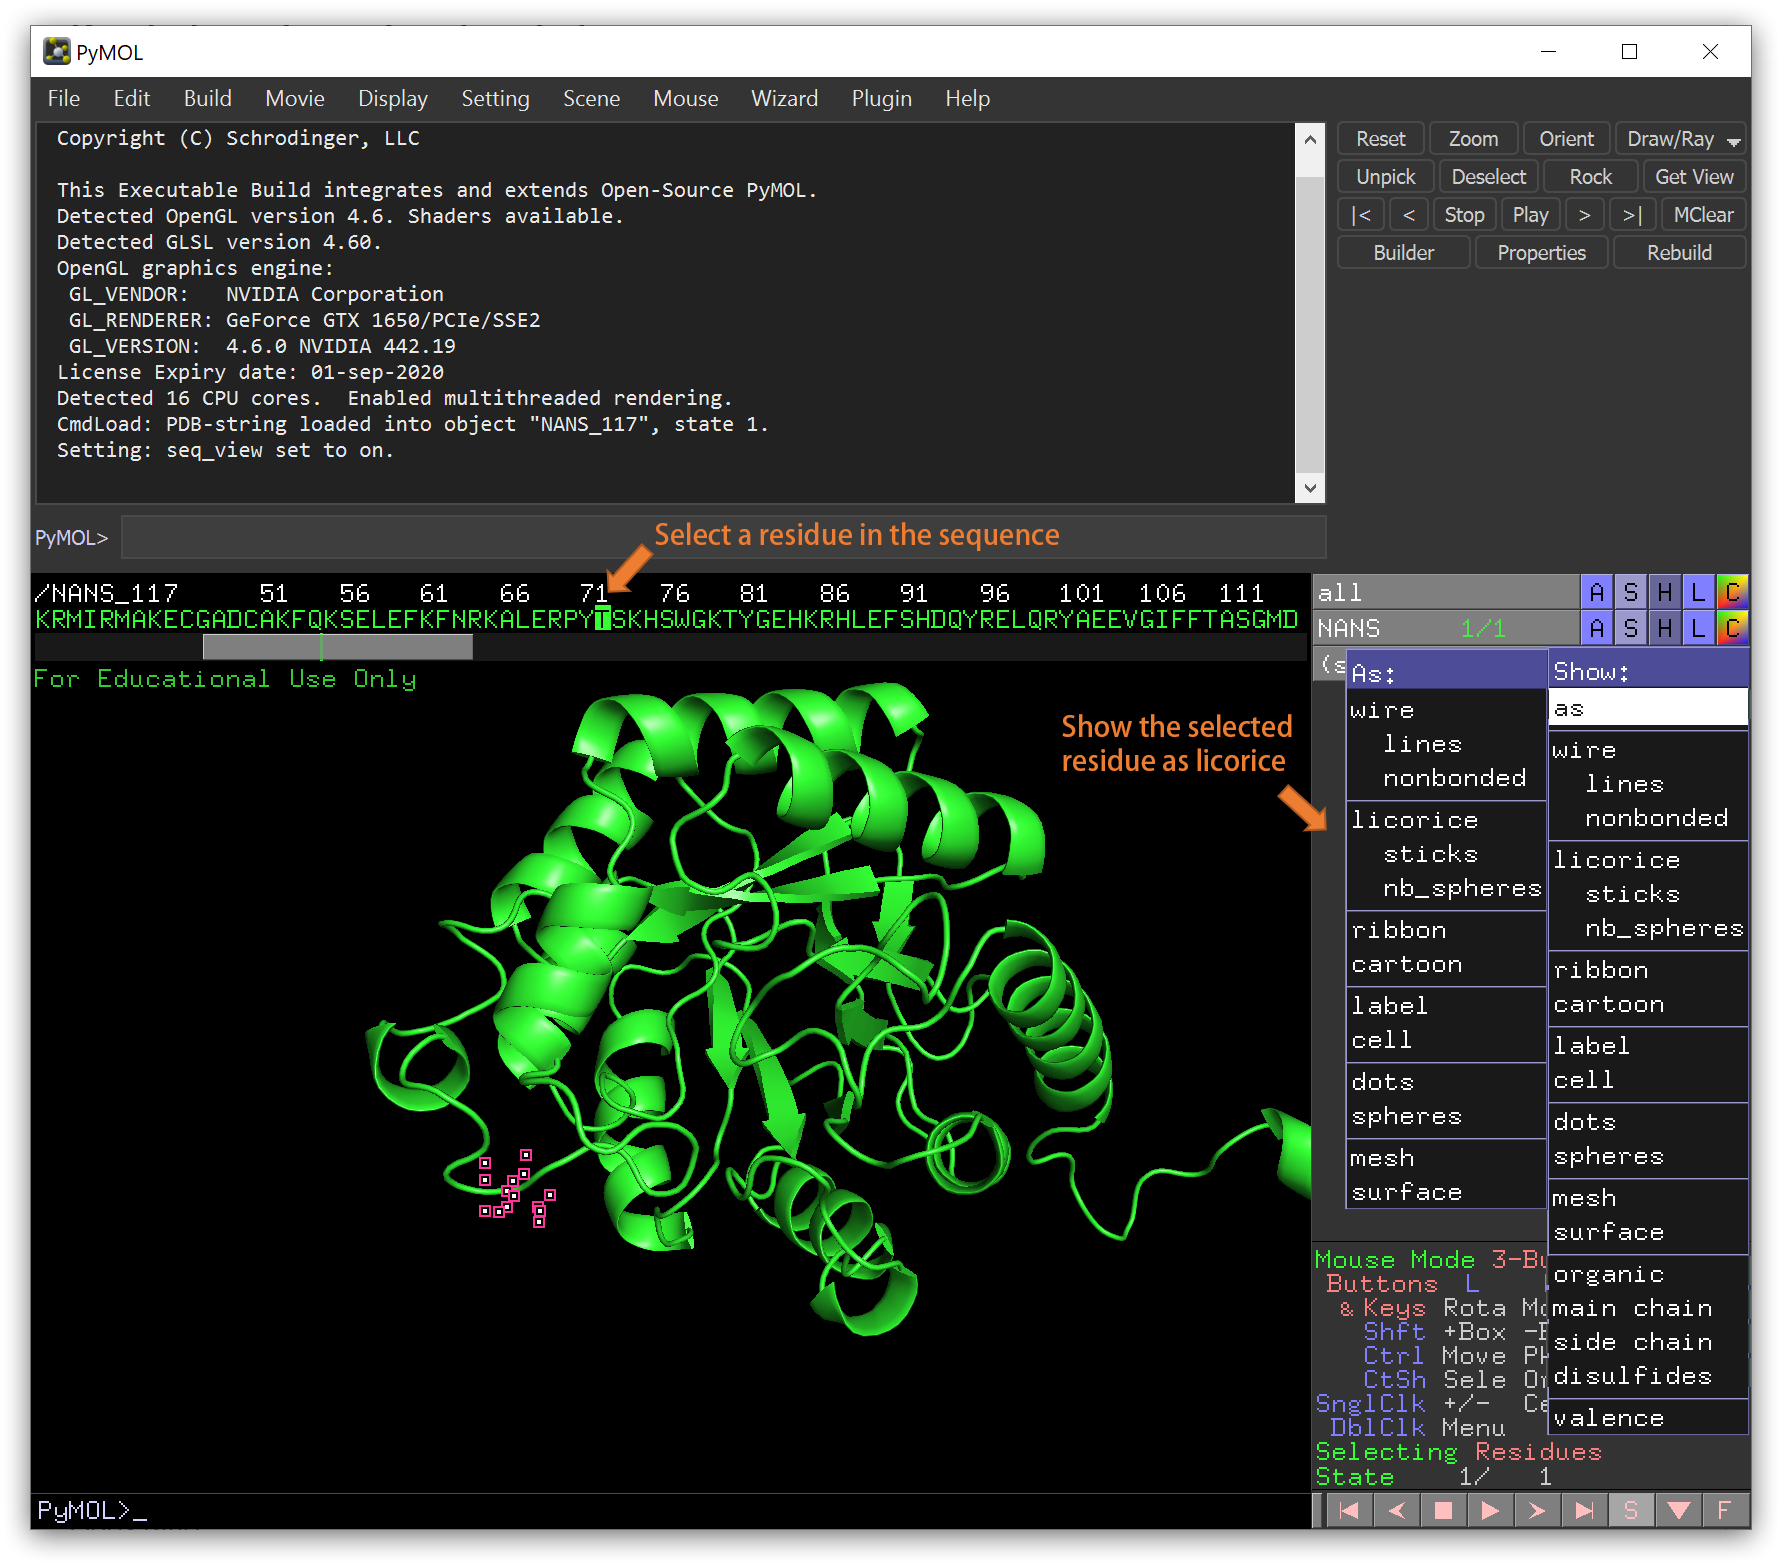 PyMOL
File Edit Build Movie Display Setting Scene Mouse Wizard Plugin Help
Copyright (C) Schrodinger, LLC
This Executable Build integrates and extends Open-Source PyMOL.
Detected OpenGL version 4.6. Shaders available.
Detected GLSL version 4.60.
OpenGL graphics engine:
GL_VENDOR: NVIDIA Corporation
GL_RENDERER: GeForce GTX 1650/PCIe/SSE2
GL_VERSION: 4.6.0 NVIDIA 442.19
License Expiry date: 01-sep-2020
Detected 16 CPU cores. Enabled multithreaded rendering.
CmdLoad: PDB-string loaded into object "NANS_117", state 1.
Setting: seq_view set to on.
Reset Zoom Orient Draw/Ray
Unpick Deselect Rock Get View
|< < Stop Play > >| MClear
Builder Properties Rebuild
PyMOL>
Select a residue in the sequence
/NANS_117 51 56 61 66 71 76 81 86 91 96 101 106 111
KRMIRMAKECGADCAKFQKSELEFKFNRKALERPYTSKHSWGKTYGEHKRHLEFSHDQYRELQRYAEEVGIFFTASGMD
For Educational Use Only
all A S H L C
NANS 1/1 A S H L C
(s
As:
wire
lines
nonbonded
licorice
sticks
nb_spheres
ribbon
cartoon
label
cell
dots
spheres
mesh
surface
Show:
as
wire
lines
nonbonded
licorice
sticks
nb_spheres
ribbon
cartoon
label
cell
dots
spheres
mesh
surface
organic
main chain
side chain
disulfides
valence
Show the selected
residue as licorice
Mouse Mode 3-Bu
Buttons L
& Keys Rota Mo
Shft +Box -B
Ctrl Move Pk
CtSh Sele Or
SnglClk +/- Ce
DblClk Menu
Selecting Residues
State 1/ 1
PyMOL>_
S F